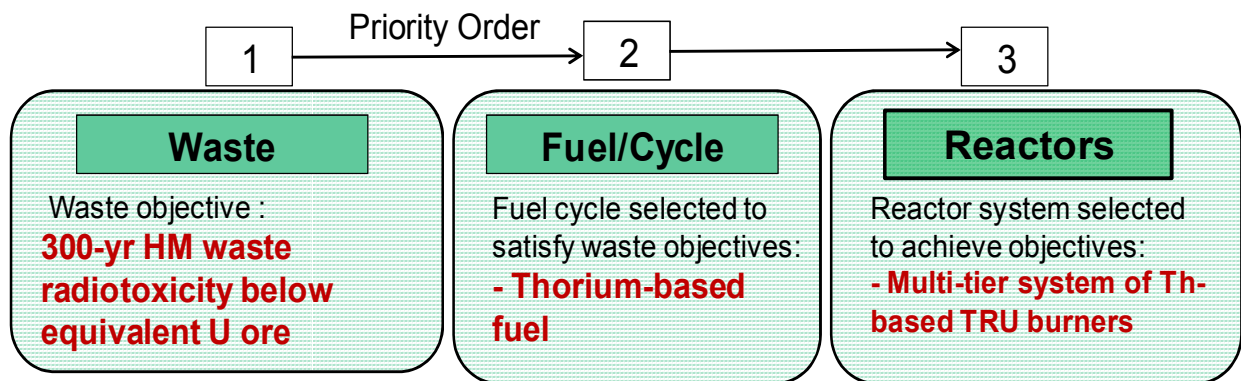 Priority Order
1
2
3
Waste
Waste objective :
300-yr HM waste
radiotoxicity below
equivalent U ore
Fuel/Cycle
Fuel cycle selected to
satisfy waste objectives:
- Thorium-based
fuel
Reactors
Reactor system selected
to achieve objectives:
- Multi-tier system of Th-
based TRU burners